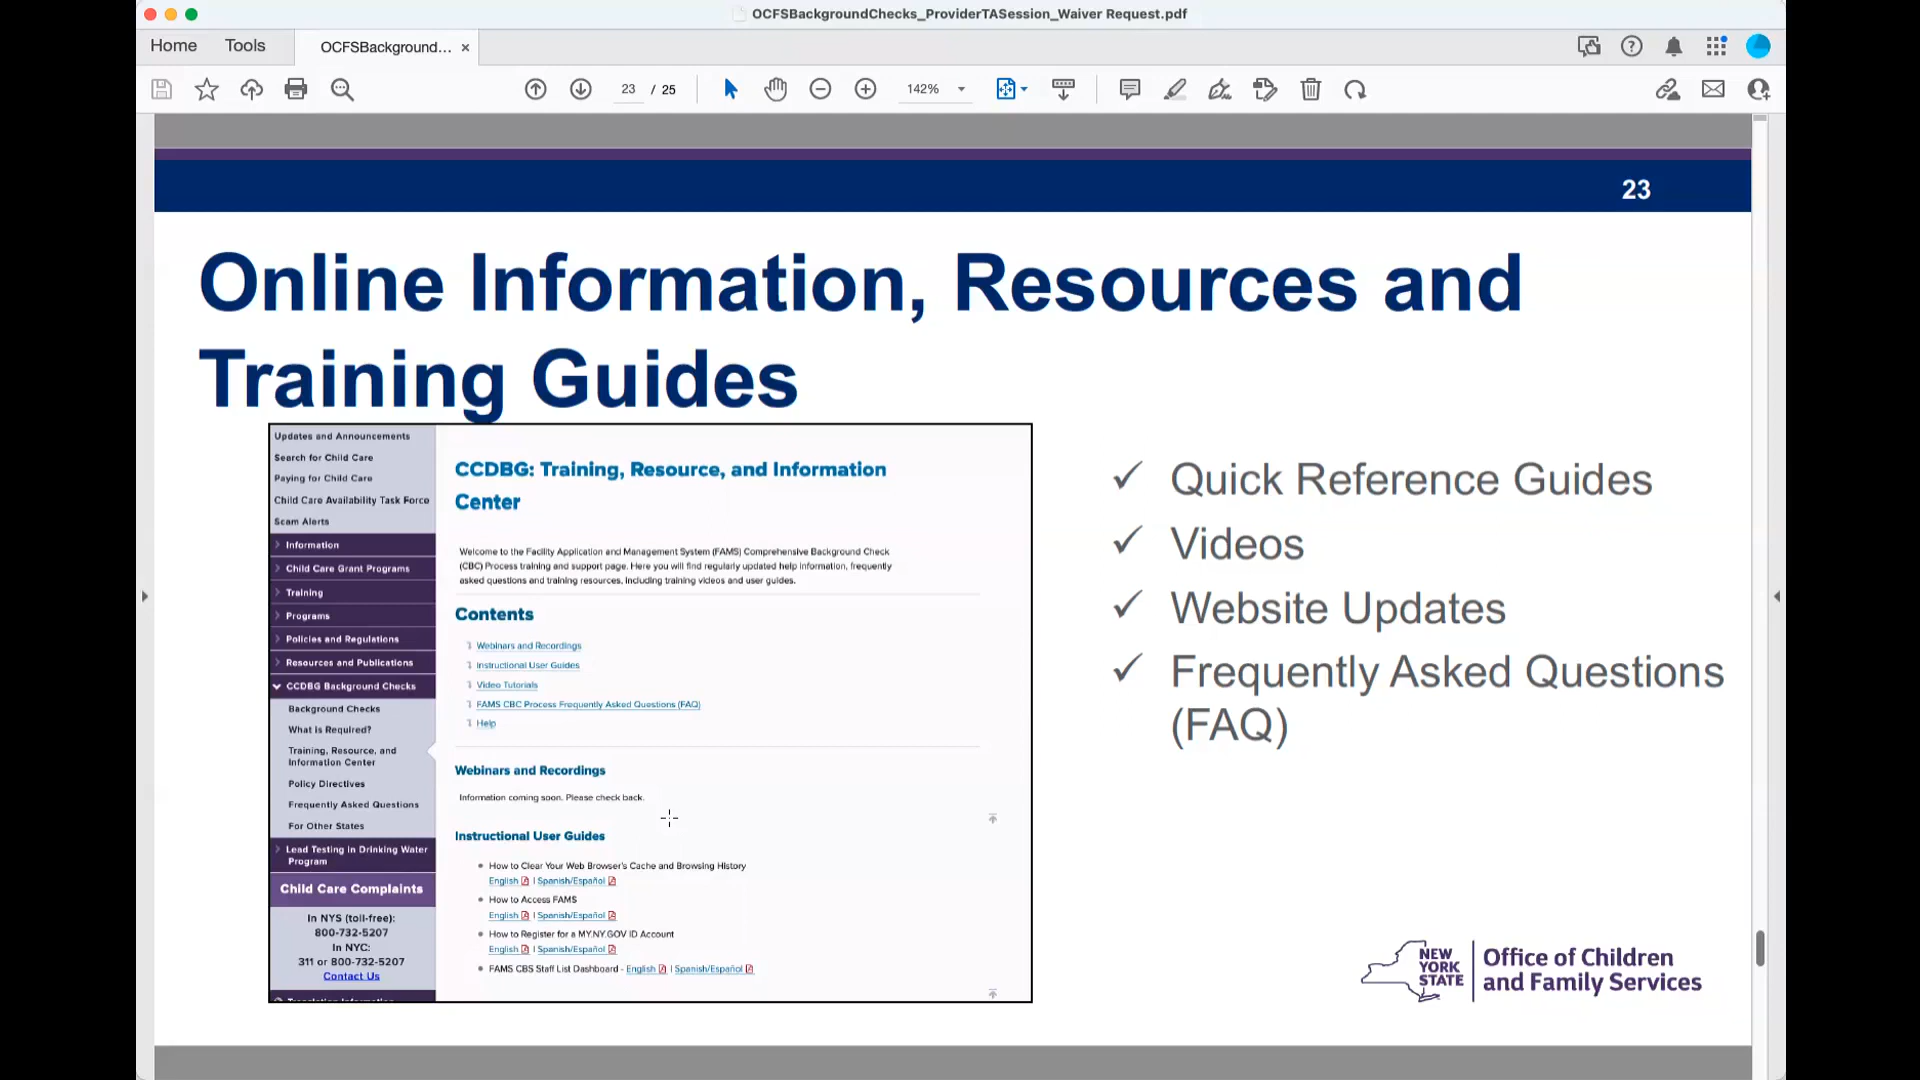 OCFSBackgroundChecks_ProviderTASession_Waiver Request.pdf
Home Tools OCFSBackground... ×
23 / 25 142%
23
Online Information, Resources and
Training Guides
Updates and Announcements
Search for Child Care
Paying for Child Care
Child Care Availability Task Force
Scam Alerts
Information
Child Care Grant Programs
Training
Programs
Policies and Regulations
Resources and Publications
CCDBG Background Checks
Background Checks
What is Required?
Training, Resource, and
Information Center
Policy Directives
Frequently Asked Questions
For Other States
Lead Testing in Drinking Water
Program
Child Care Complaints
In NYS (toll-free):
800-732-5207
In NYC:
311 or 800-732-5207
Contact Us
Translation Information
CCDBG: Training, Resource, and Information
Center
Welcome to the Facility Application and Management System (FAMS) Comprehensive Background Check
(CBC) Process training and support page. Here you will find regularly updated help information, frequently
asked questions and training resources, including training videos and user guides.
Contents
Webinars and Recordings
Instructional User Guides
Video Tutorials
FAMS CBC Process Frequently Asked Questions (FAQ)
Help
Webinars and Recordings
Information coming soon. Please check back.
Instructional User Guides
• How to Clear Your Web Browser's Cache and Browsing History
English | Spanish/Español
• How to Access FAMS
English | Spanish/Español
• How to Register for a MY.NY.GOV ID Account
English | Spanish/Español
• FAMS CBS Staff List Dashboard - English | Spanish/Español
✓ Quick Reference Guides
✓ Videos
✓ Website Updates
✓ Frequently Asked Questions
(FAQ)
NEW
YORK
STATE
Office of Children
and Family Services